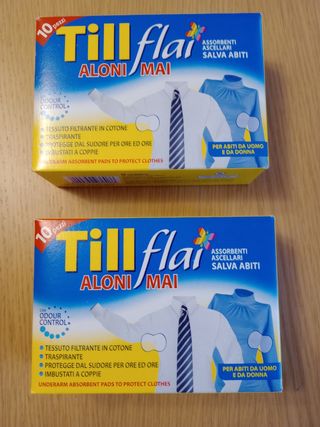 10 pezzi
Till flai
ASSORBENTI
ASCELLARI
SALVA ABITI
ALONI MAI
ODOUR
CONTROL
• TESSUTO FILTRANTE IN COTONE
• TRASPIRANTE
• PROTEGGE DAL SUDORE PER ORE ED ORE
• IMBUSTATI A COPPIE
PER ABITI DA UOMO
E DA DONNA
UNDERARM ABSORBENT PADS TO PROTECT CLOTHES
10 pezzi
Till flai
ASSORBENTI
ASCELLARI
SALVA ABITI
ALONI MAI
ODOUR
CONTROL
• TESSUTO FILTRANTE IN COTONE
• TRASPIRANTE
• PROTEGGE DAL SUDORE PER ORE ED ORE
• IMBUSTATI A COPPIE
PER ABITI DA UOMO
E DA DONNA
UNDERARM ABSORBENT PADS TO PROTECT CLOTHES